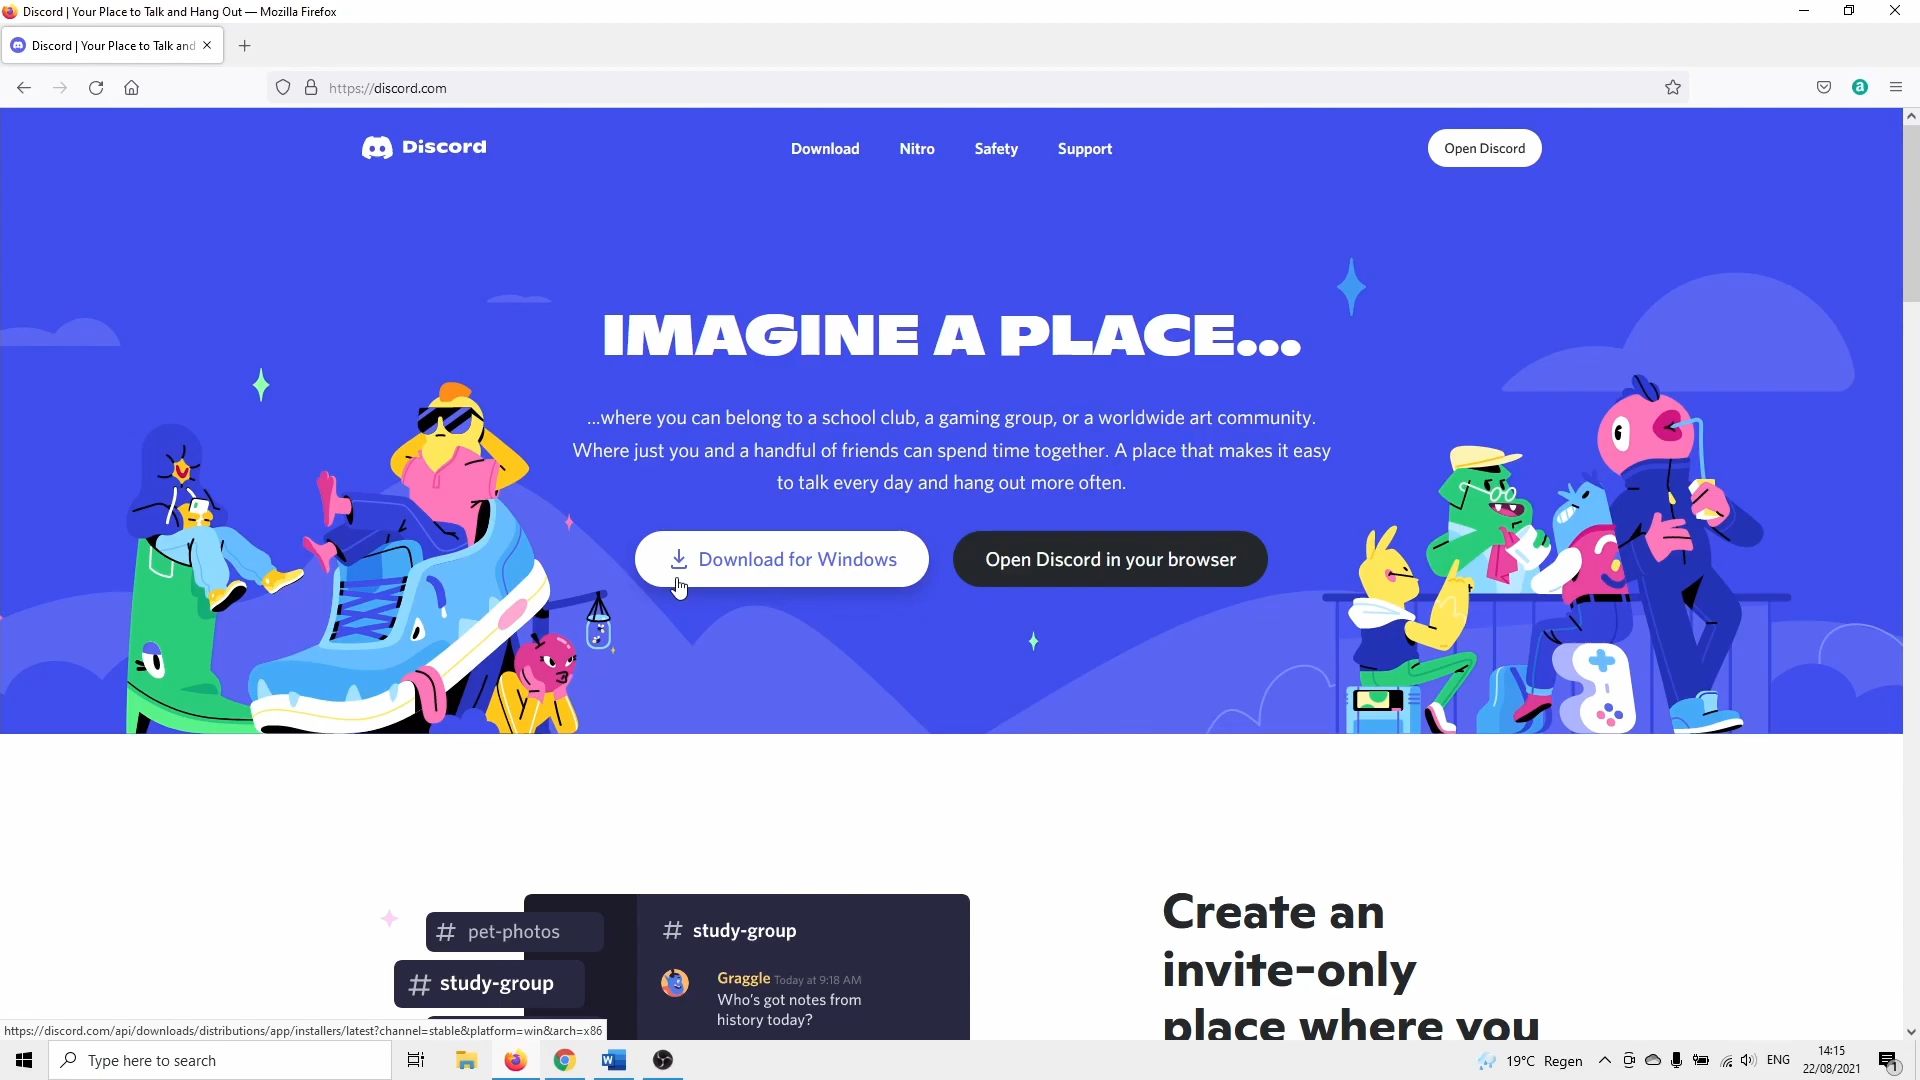 Discord | Your Place to Talk and Hang Out — Mozilla Firefox
Discord | Your Place to Talk and
https://discord.com
Discord
Download
Nitro
Safety
Support
Open Discord
IMAGINE A PLACE...
...where you can belong to a school club, a gaming group, or a worldwide art community.
Where just you and a handful of friends can spend time together. A place that makes it easy
to talk every day and hang out more often.
Download for Windows
Open Discord in your browser
# pet-photos
# study-group
# study-group
Graggle Today at 9:18 AM
Who's got notes from
history today?
Create an
invite-only
place where you
https://discord.com/api/downloads/distributions/app/installers/latest?channel=stable&platform=win&arch=x86
Type here to search
19°C Regen
ENG
14:15
22/08/2021
1